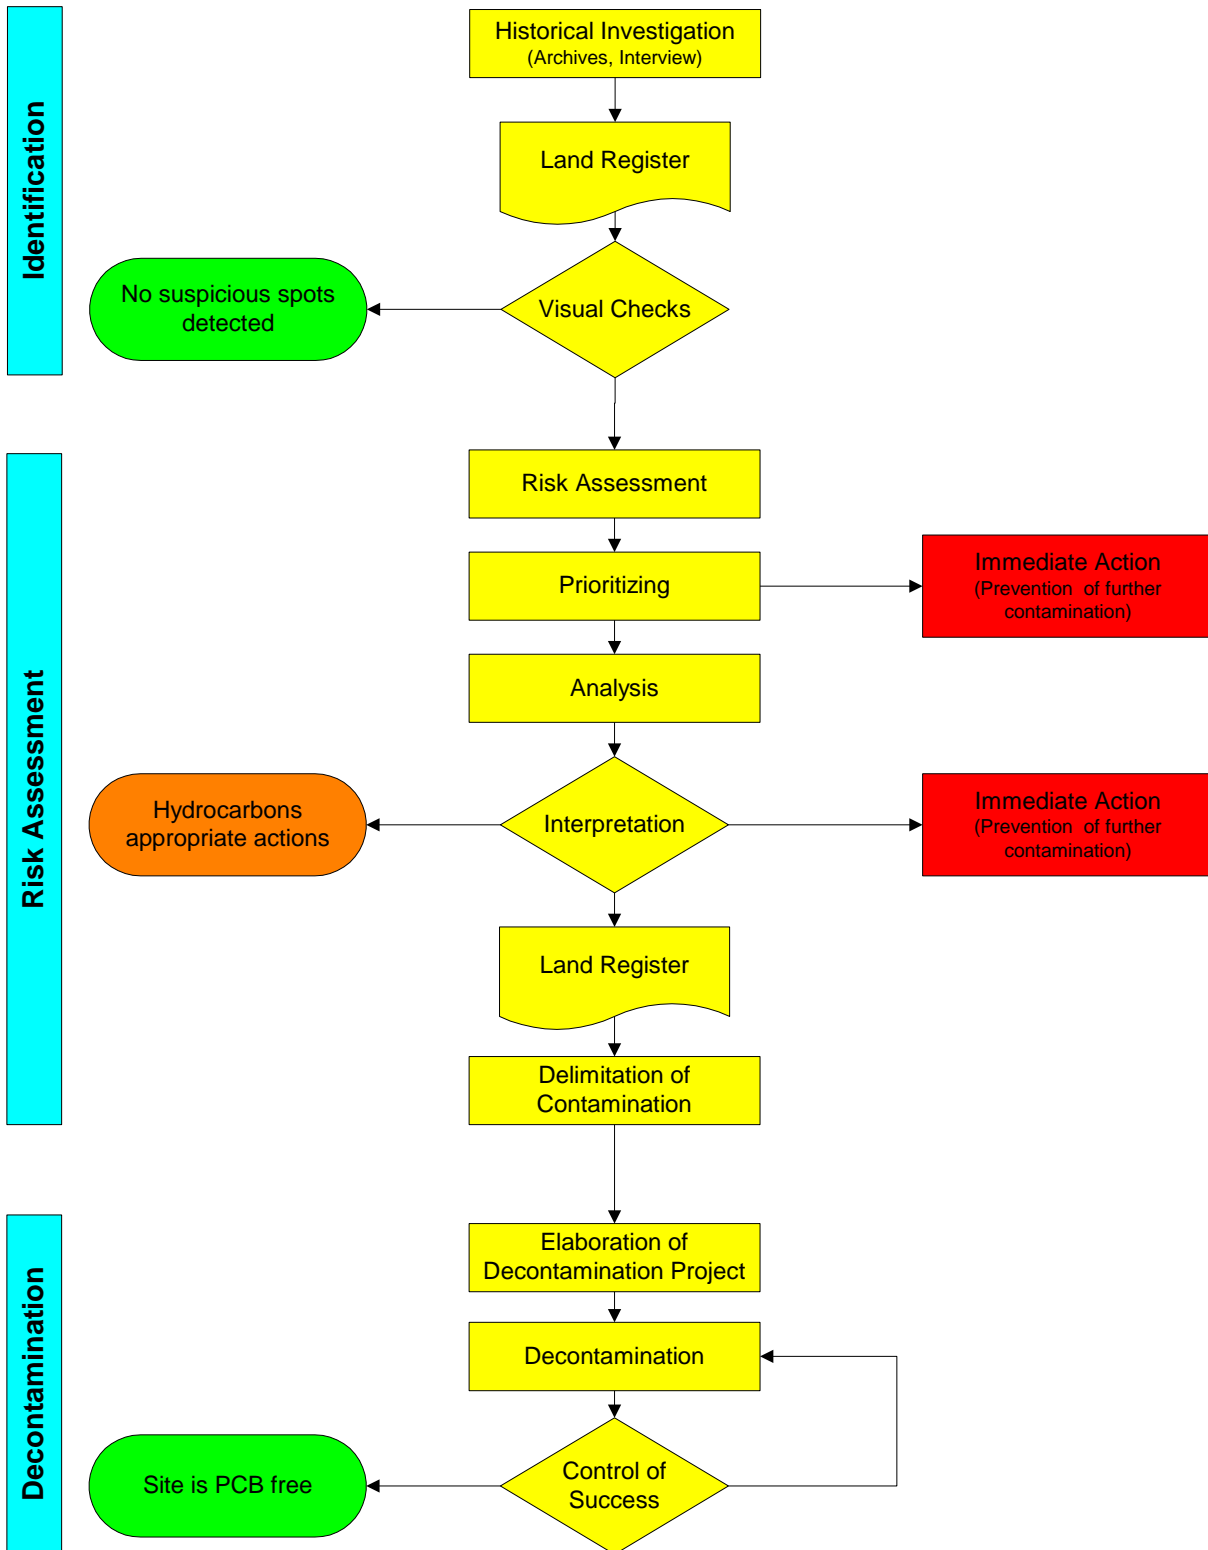 Identification
Historical Investigation
(Archives, Interview)
Land Register
No suspicious spots
detected
Visual Checks
Risk Assessment
Risk Assessment
Prioritizing
Immediate Action
(Prevention of further
contamination)
Analysis
Hydrocarbons
appropriate actions
Interpretation
Immediate Action
(Prevention of further
contamination)
Land Register
Delimitation of
Contamination
Decontamination
Elaboration of
Decontamination Project
Decontamination
Site is PCB free
Control of
Success